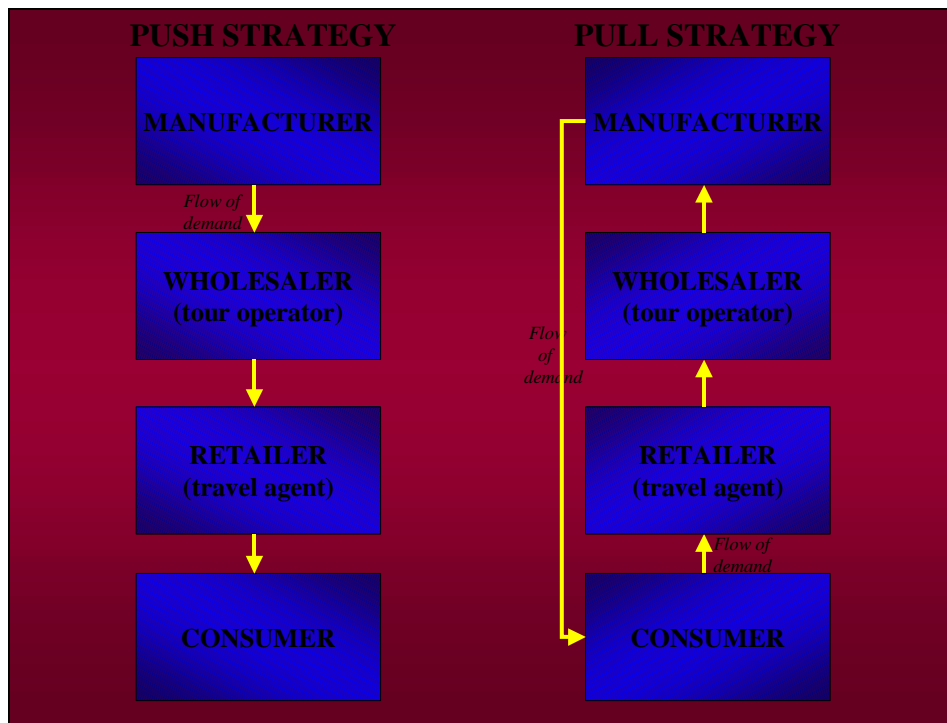 PUSH STRATEGY
MANUFACTURER
Flow of
demand
WHOLESALER
(tour operator)
RETAILER
(travel agent)
CONSUMER
PULL STRATEGY
MANUFACTURER
WHOLESALER
(tour operator)
Flow
of
demand
RETAILER
(travel agent)
Flow of
demand
CONSUMER